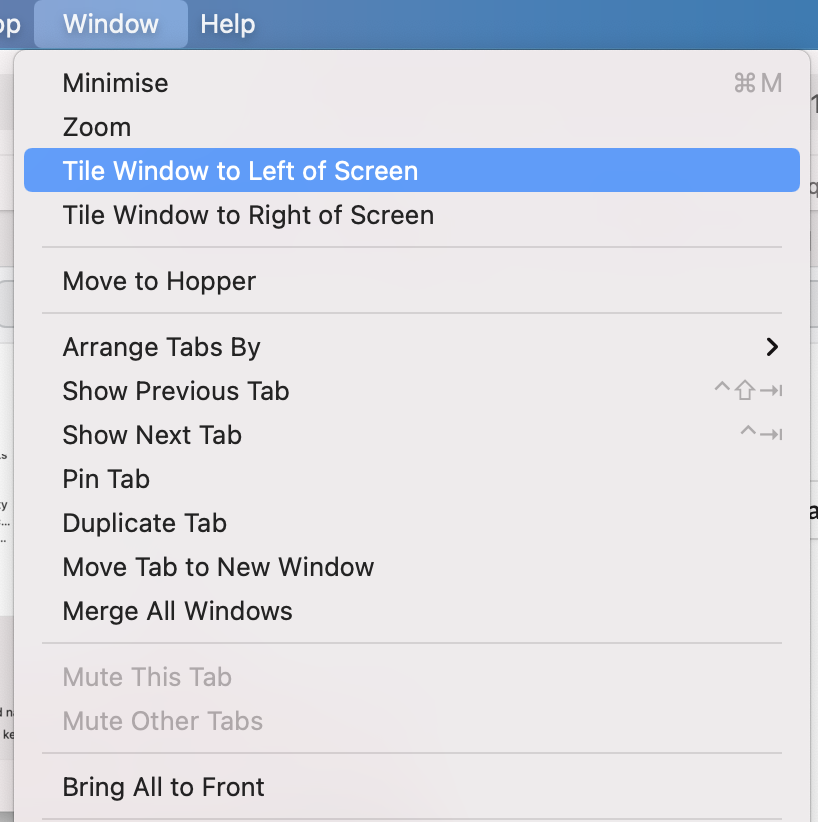 Window Help
Minimise ⌘M
Zoom
Tile Window to Left of Screen
Tile Window to Right of Screen
Move to Hopper
Arrange Tabs By
Show Previous Tab ^⇧⇥
Show Next Tab ^⇥
Pin Tab
Duplicate Tab
Move Tab to New Window
Merge All Windows
Mute This Tab
Mute Other Tabs
Bring All to Front